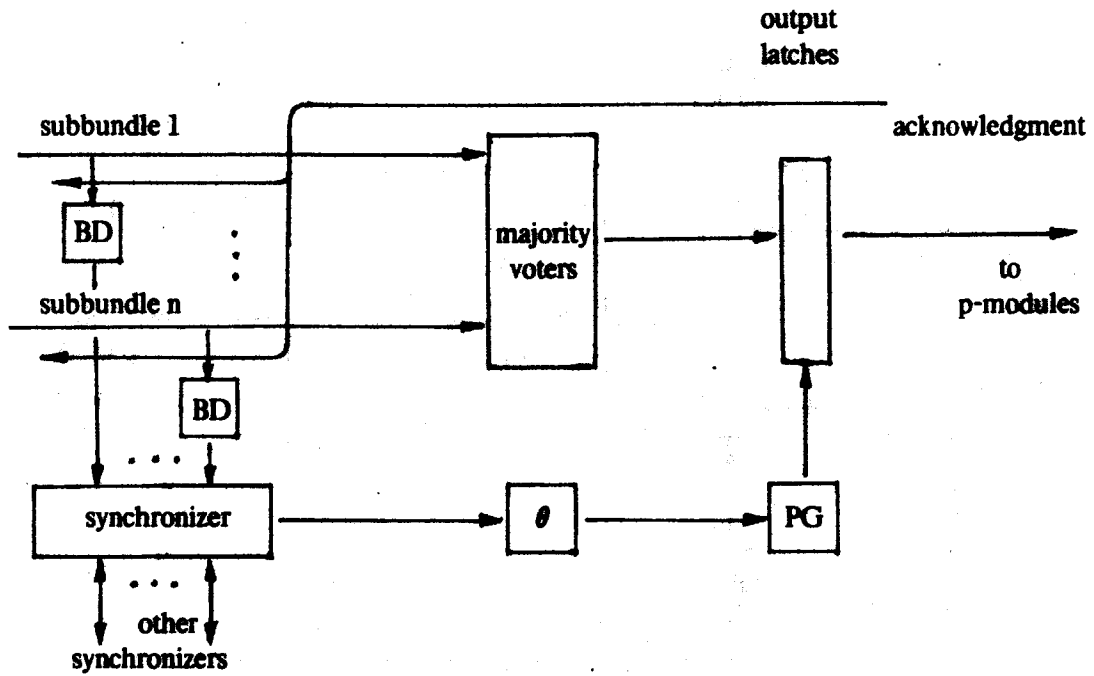 output
latches
subbundle 1
acknowledgment
BD
majority
voters
to
p-modules
subbundle n
BD
synchronizer
θ
PG
other
synchronizers